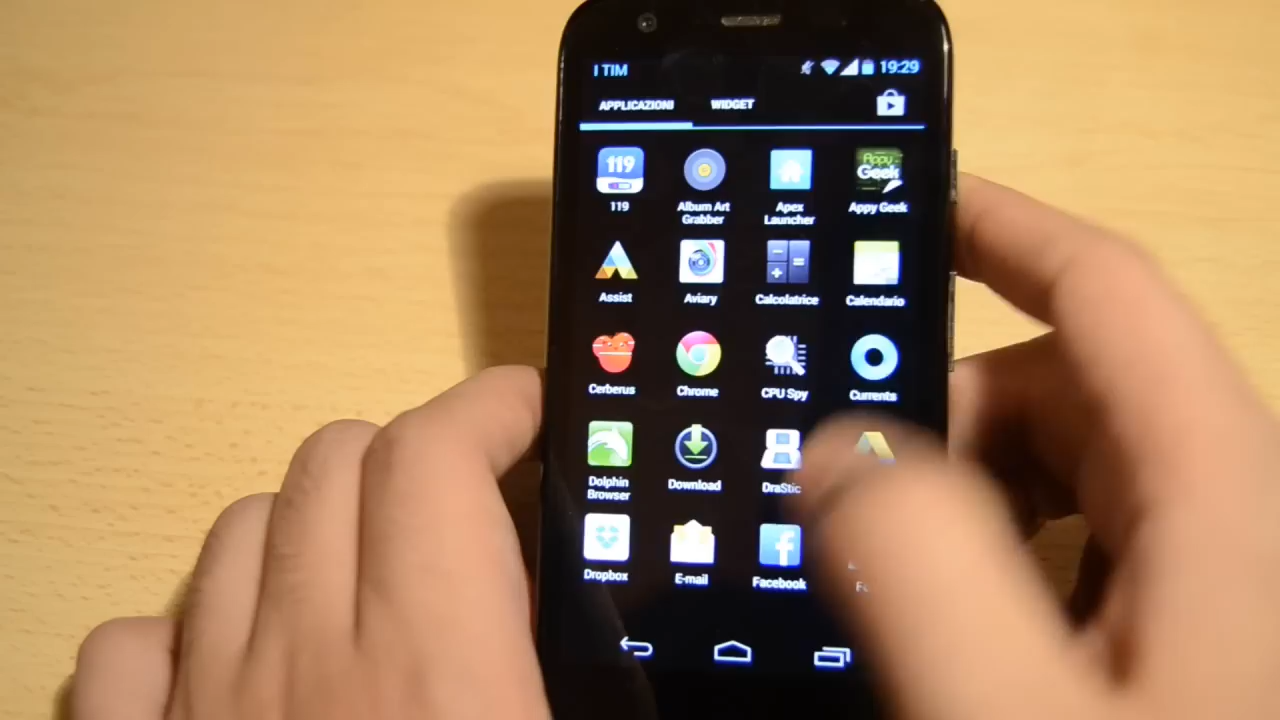 I TIM 19:29
APPLICAZIONI WIDGET
119
119 Album Art Grabber Apex Launcher Appy Geek
Appy Geek
Assist Aviary Calcolatrice Calendario
Cerberus Chrome CPU Spy Currents
Dolphin Browser Download DraStic
Dropbox E-mail Facebook